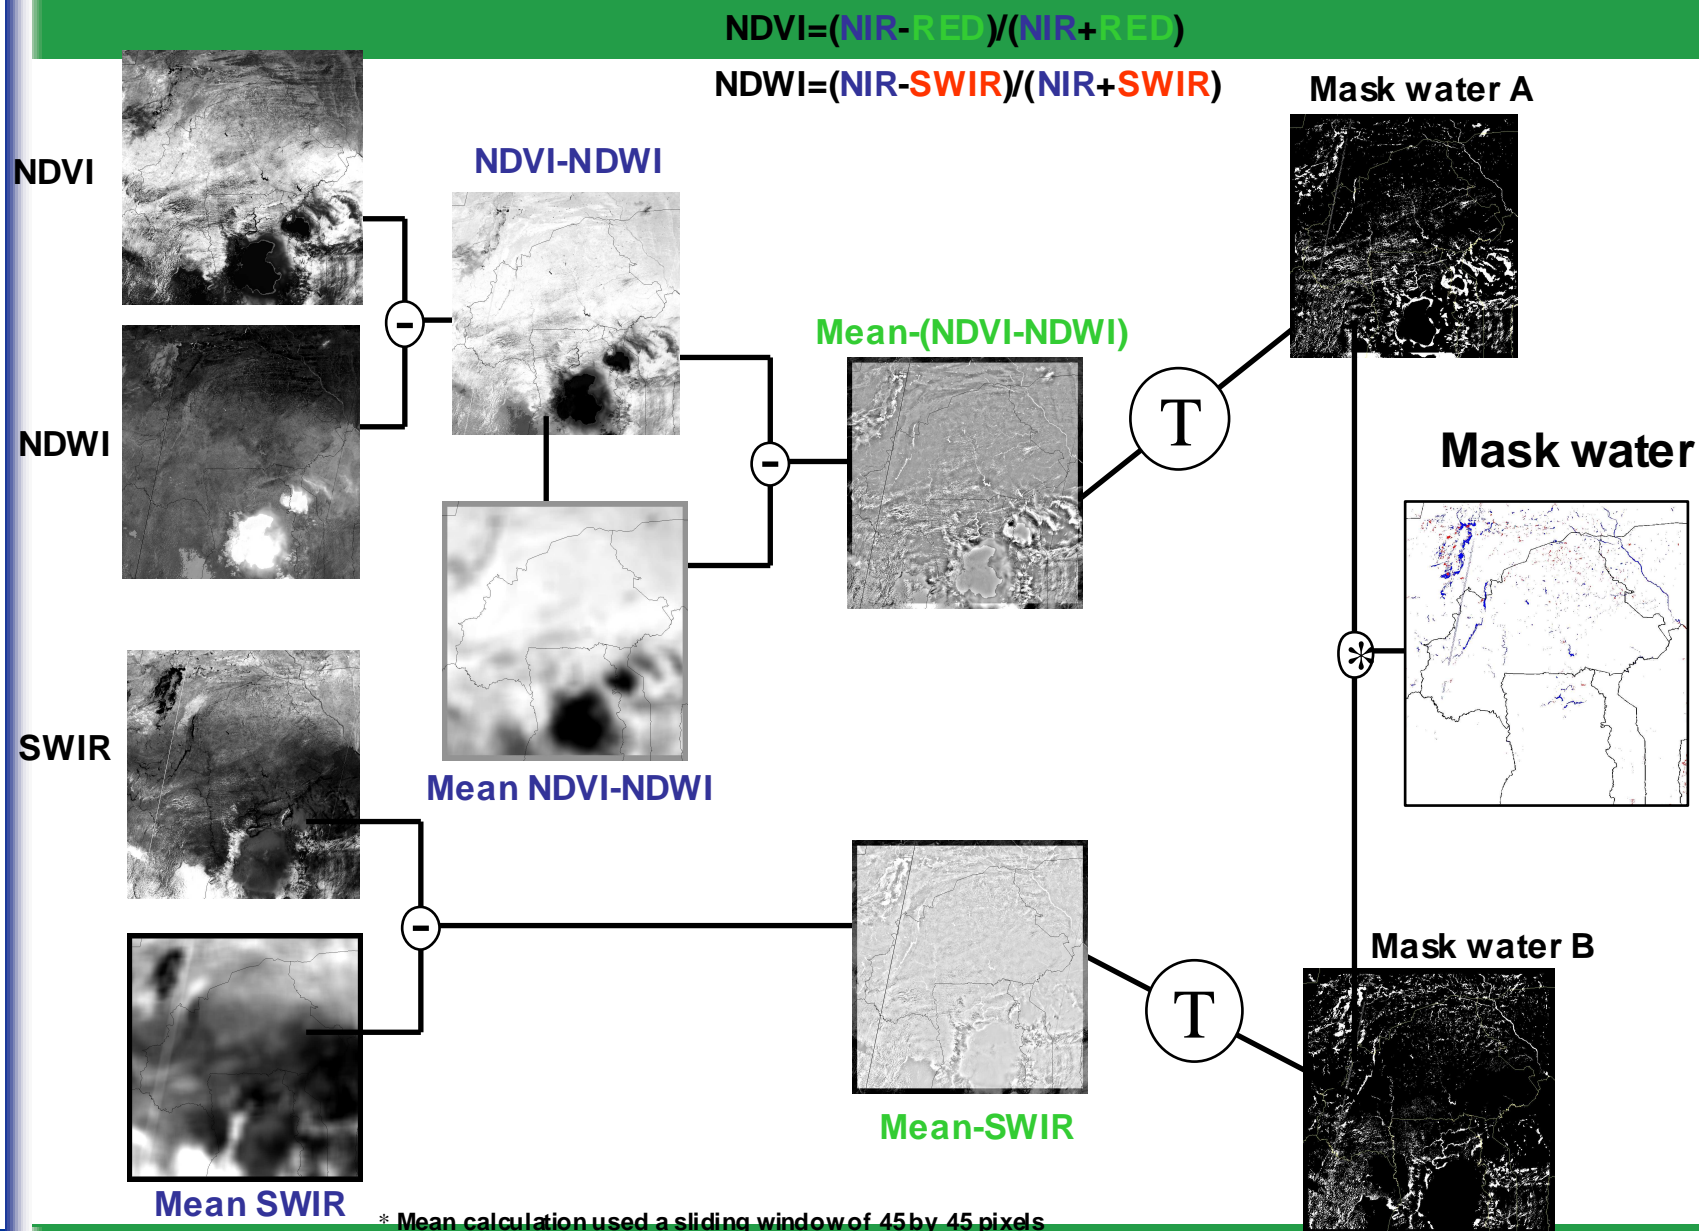 NDVI=(NIR-RED)/(NIR+RED)
NDWI=(NIR-SWIR)/(NIR+SWIR)
Mask water A
NDVI
NDVI-NDWI
-
Mean-(NDVI-NDWI)
T
NDWI
-
Mask water
SWIR
*
Mean NDVI-NDWI
-
Mask water B
T
Mean-SWIR
Mean SWIR
* Mean calculation used a sliding window of 45 by 45 pixels